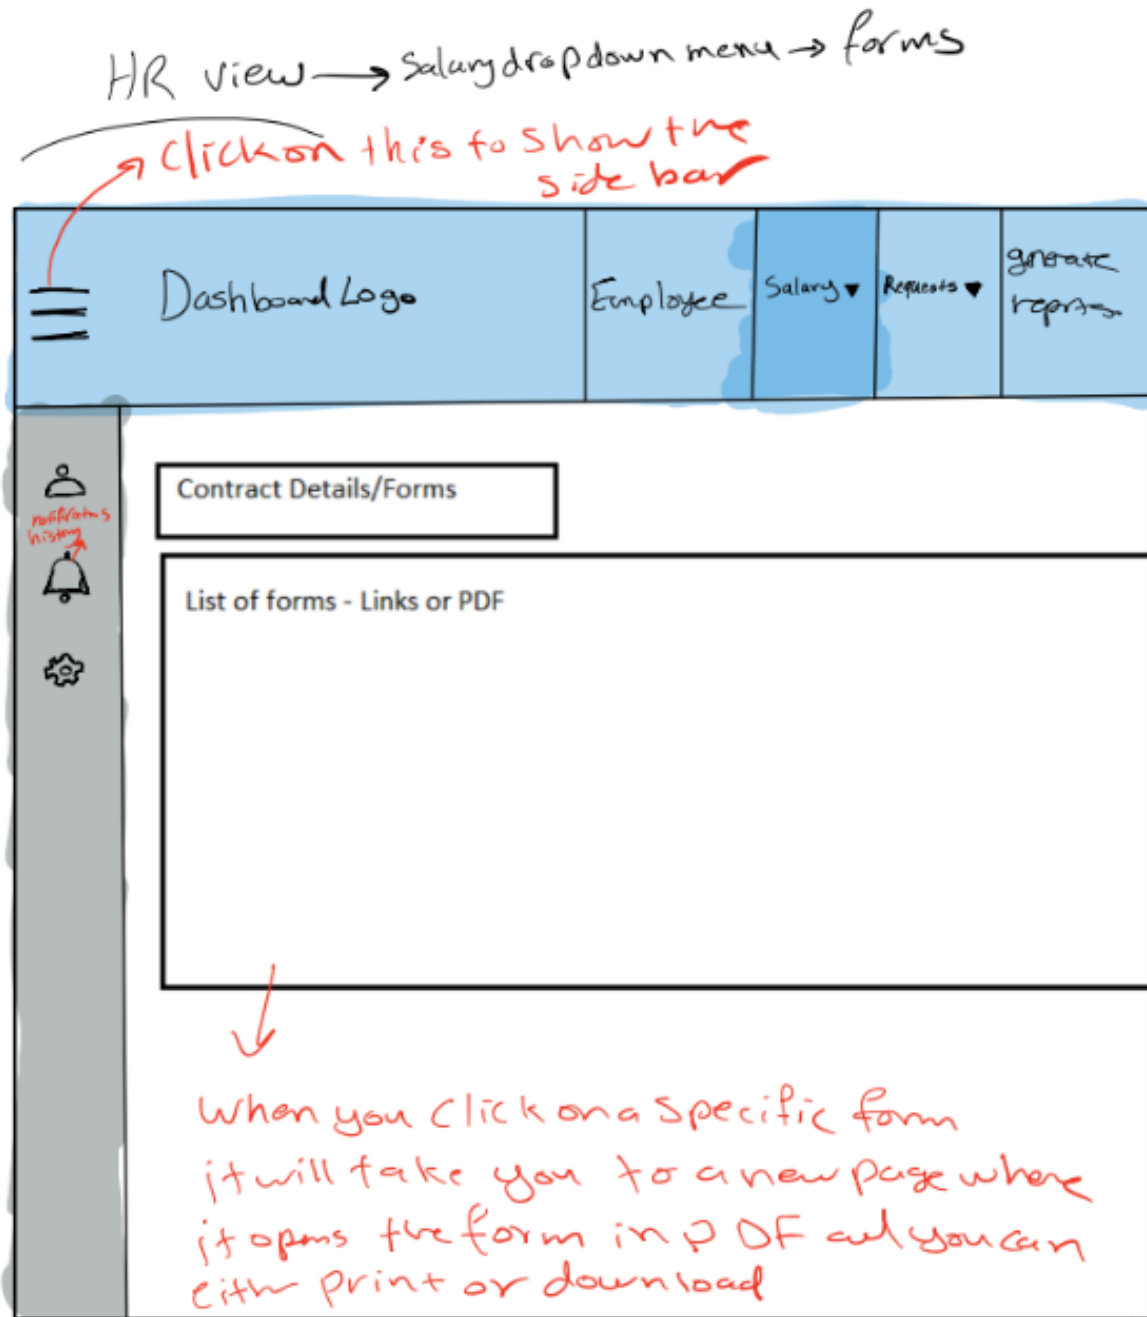 HR view → Salary dropdown menu → forms
Click on this to show the
side bar
Dashboard Logo
Employee
Salary ▼
Requests ▼
generate
reports
notifications
history
Contract Details/Forms
List of forms - Links or PDF
When you click on a specific form
it will take you to a new page where
it opens the form in PDF and you can
either print or download